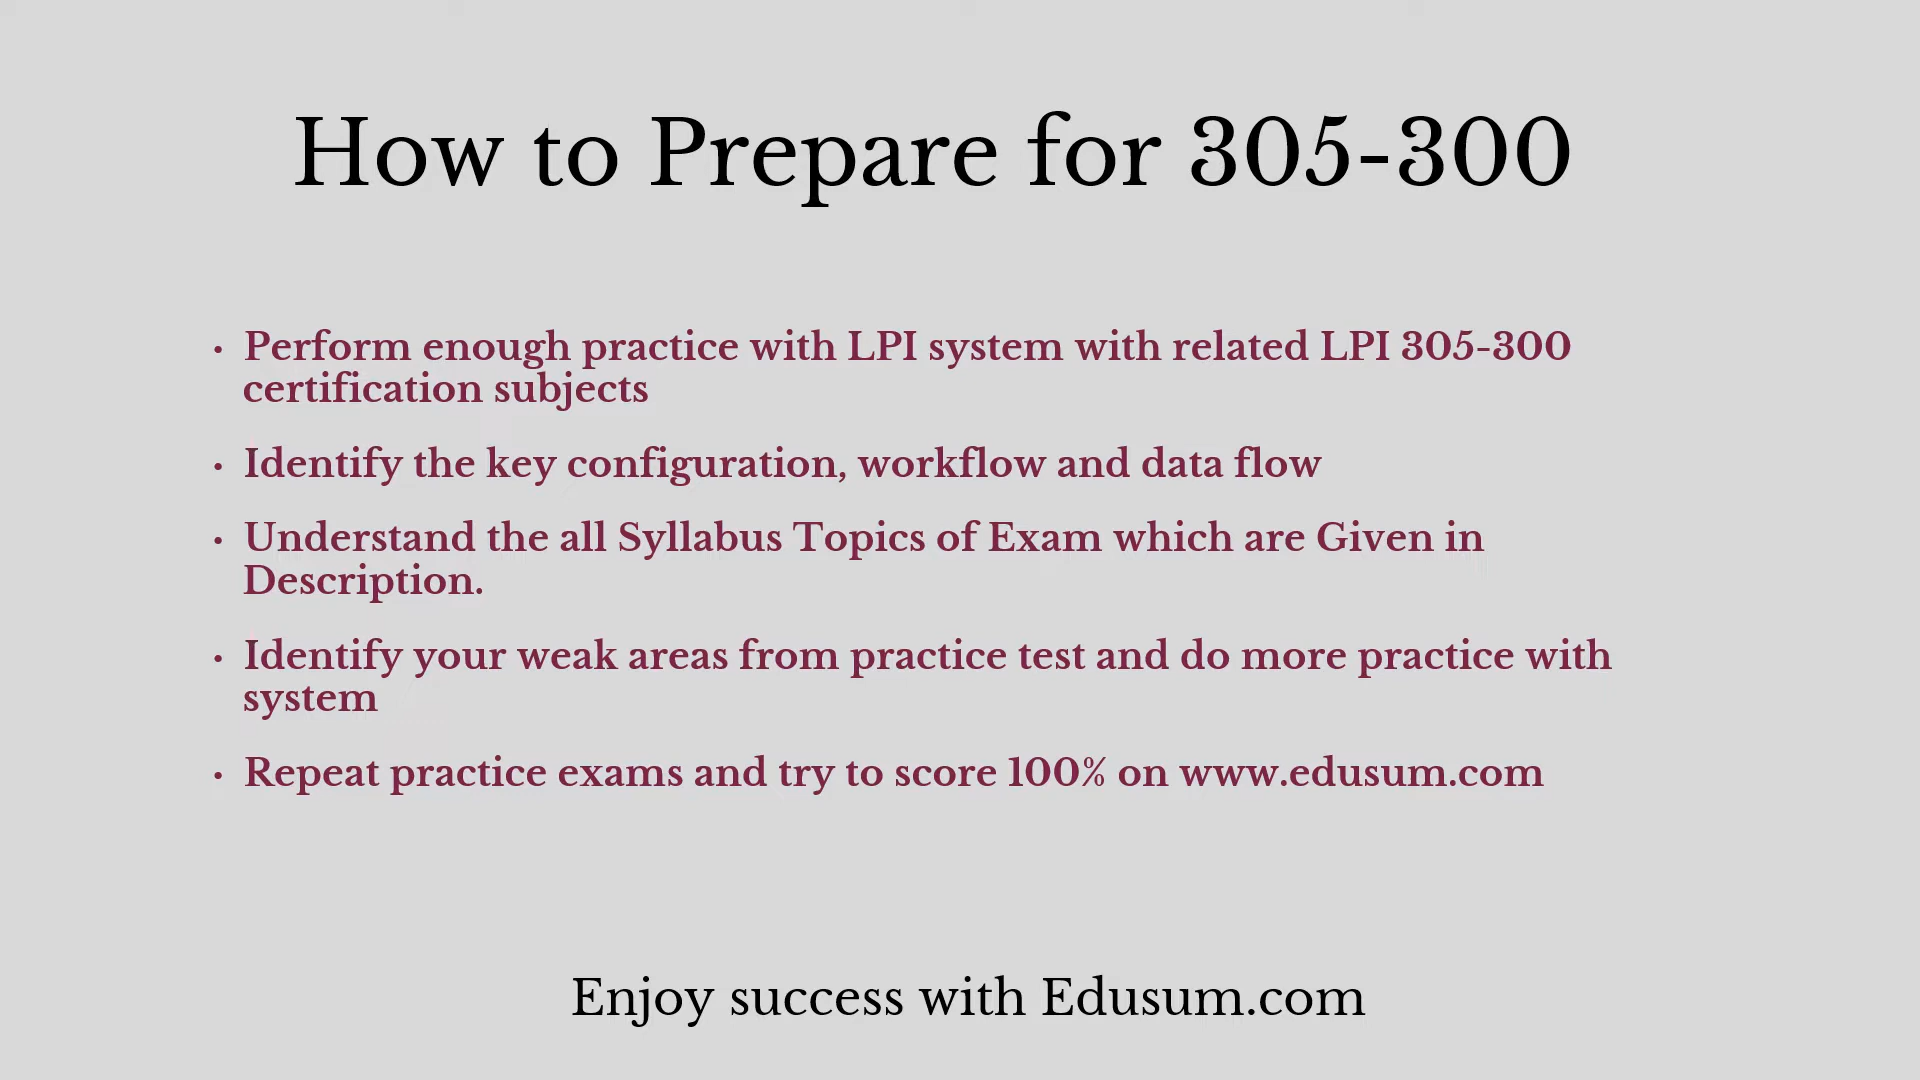 How to Prepare for 305-300
• Perform enough practice with LPI system with related LPI 305-300
certification subjects
• Identify the key configuration, workflow and data flow
• Understand the all Syllabus Topics of Exam which are Given in
Description.
• Identify your weak areas from practice test and do more practice with
system
• Repeat practice exams and try to score 100% on www.edusum.com
Enjoy success with Edusum.com